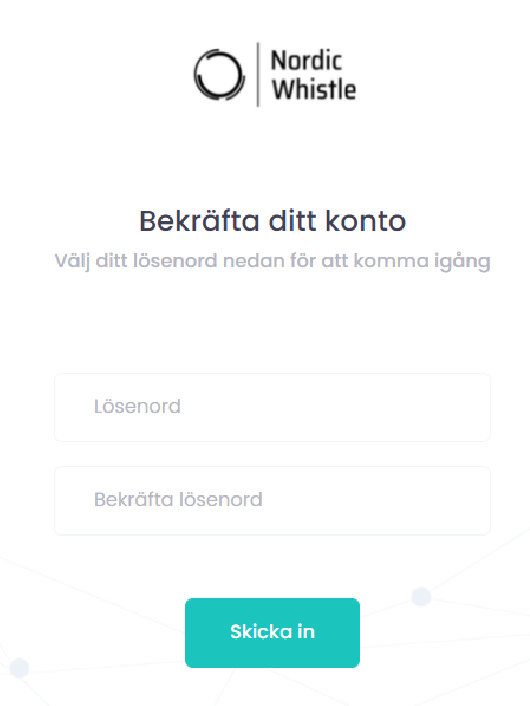 Nordic
Whistle
Bekräfta ditt konto
Välj ditt lösenord nedan för att komma igång
Lösenord
Bekräfta lösenord
Skicka in